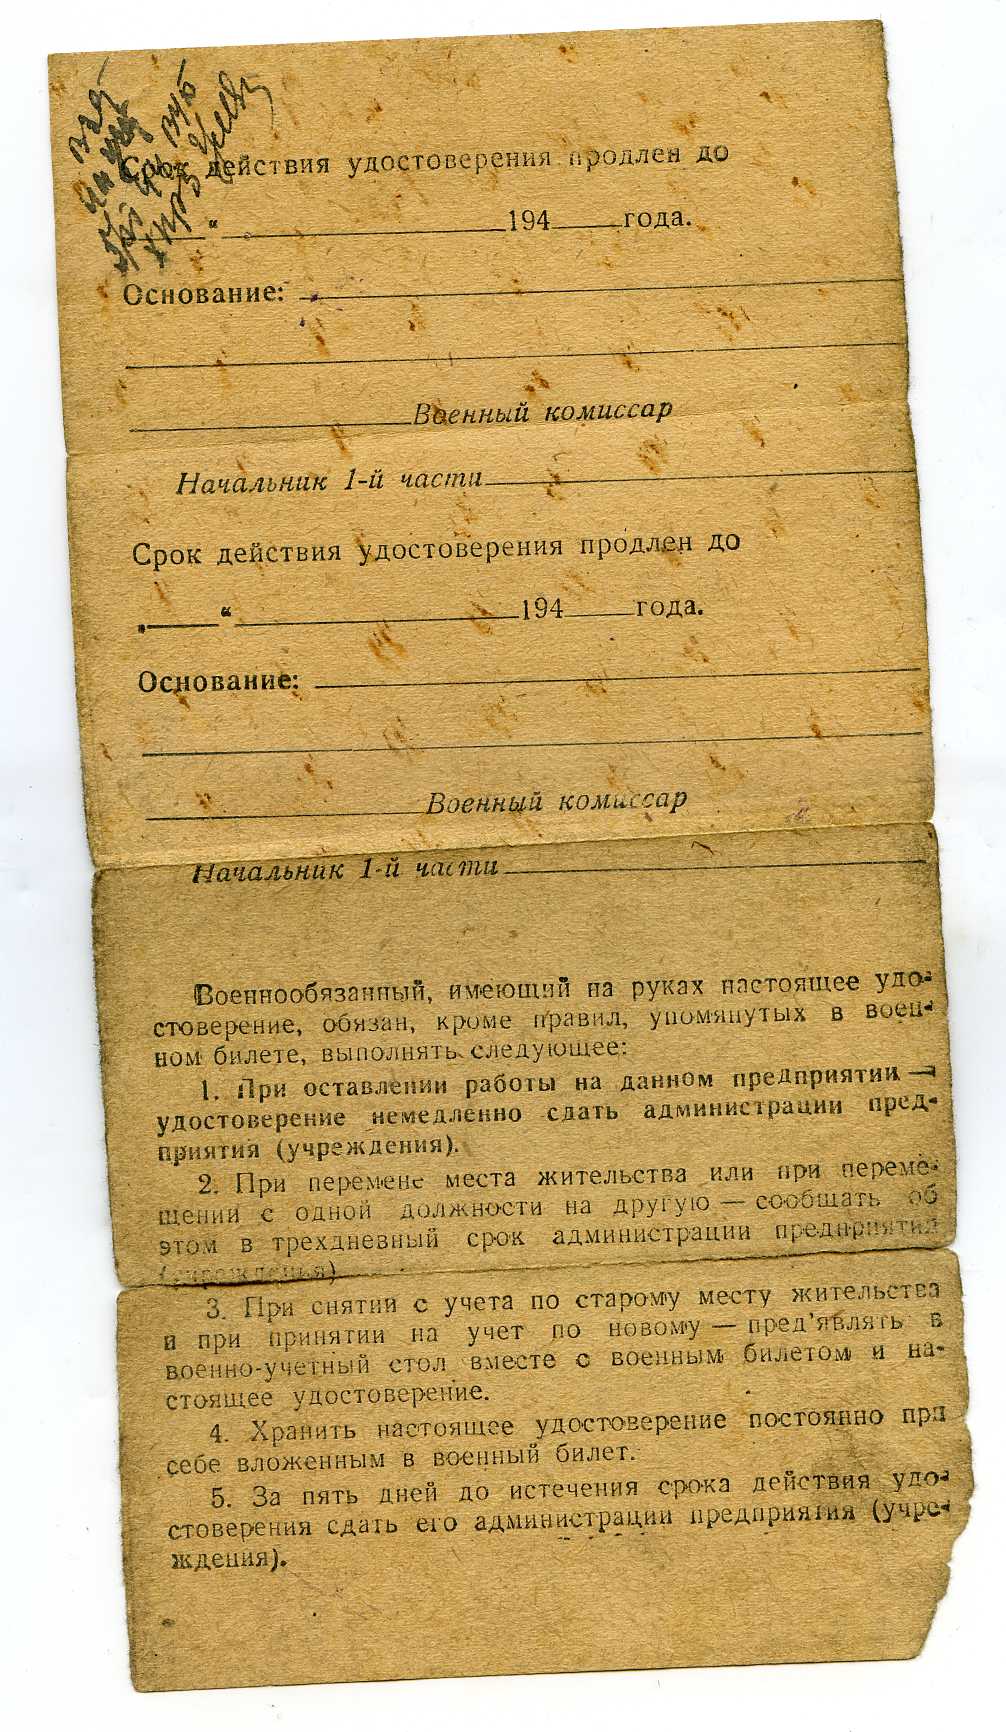 Срок действия удостоверения продлен до
“ 194 года.
Основание:
Военный комиссар
Начальник 1-й части
Срок действия удостоверения продлен до
„ “ 194 года.
Основание:
Военный комиссар
Начальник 1-й части
Военнообязанный, имеющий на руках настоящее удо-
стоверение, обязан, кроме правил, упомянутых в воен-
ном билете, выполнять следующее:
1. При оставлении работы на данном предприятии —
удостоверение немедленно сдать администрации пред-
приятия (учреждения).
2. При перемене места жительства или при переме-
щении с одной должности на другую — сообщать об
этом в трехдневный срок администрации предприятия
(учреждения)
3. При снятии с учета по старому месту жительства
и при принятии на учет по новому — пред’являть в
военно-учетный стол вместе с военным билетом и на-
стоящее удостоверение.
4. Хранить настоящее удостоверение постоянно при
себе вложенным в военный билет.
5. За пять дней до истечения срока действия удо-
стоверения сдать его администрации предприятия (учре-
ждения).